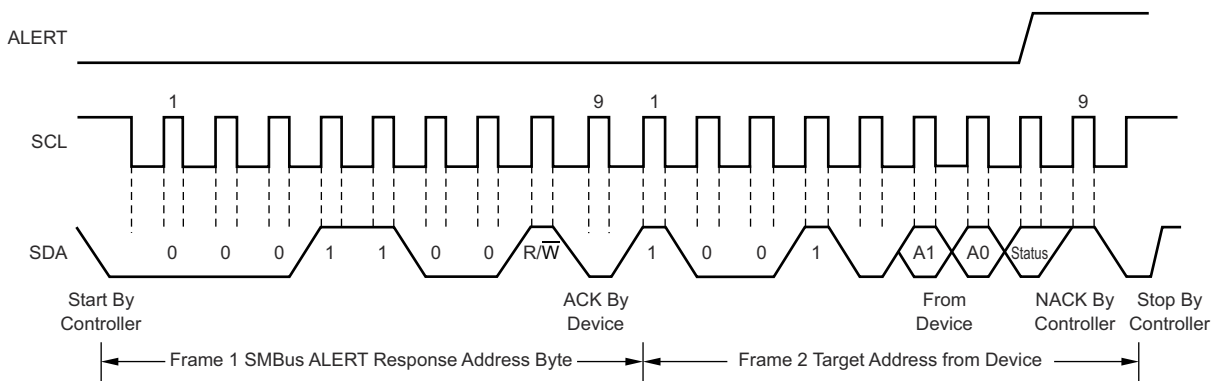 ALERT
1 9 1 9
SCL
SDA
0 0 0 1 1 0 0 R/W̅ 1 0 0 1 A1 A0 Status
Start By
Controller
ACK By
Device
From
Device
NACK By
Controller
Stop By
Controller
Frame 1 SMBus ALERT Response Address Byte
Frame 2 Target Address from Device